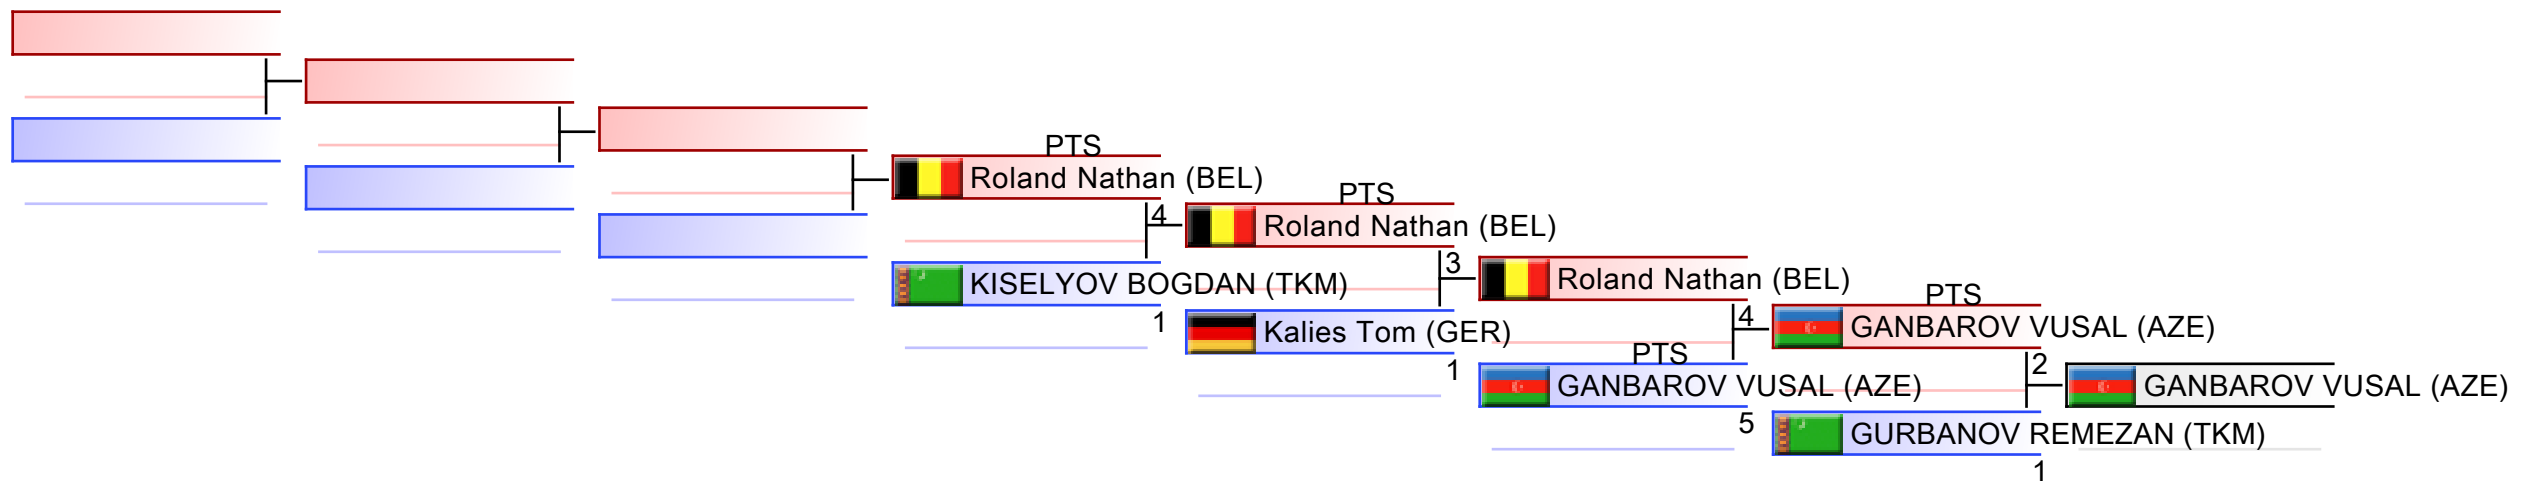 PTS
Roland Nathan (BEL)
4
KISELYOV BOGDAN (TKM)
1
PTS
Roland Nathan (BEL)
3
Kalies Tom (GER)
1
Roland Nathan (BEL)
4
PTS
GANBAROV VUSAL (AZE)
5
PTS
GANBAROV VUSAL (AZE)
2
GURBANOV REMEZAN (TKM)
1
GANBAROV VUSAL (AZE)